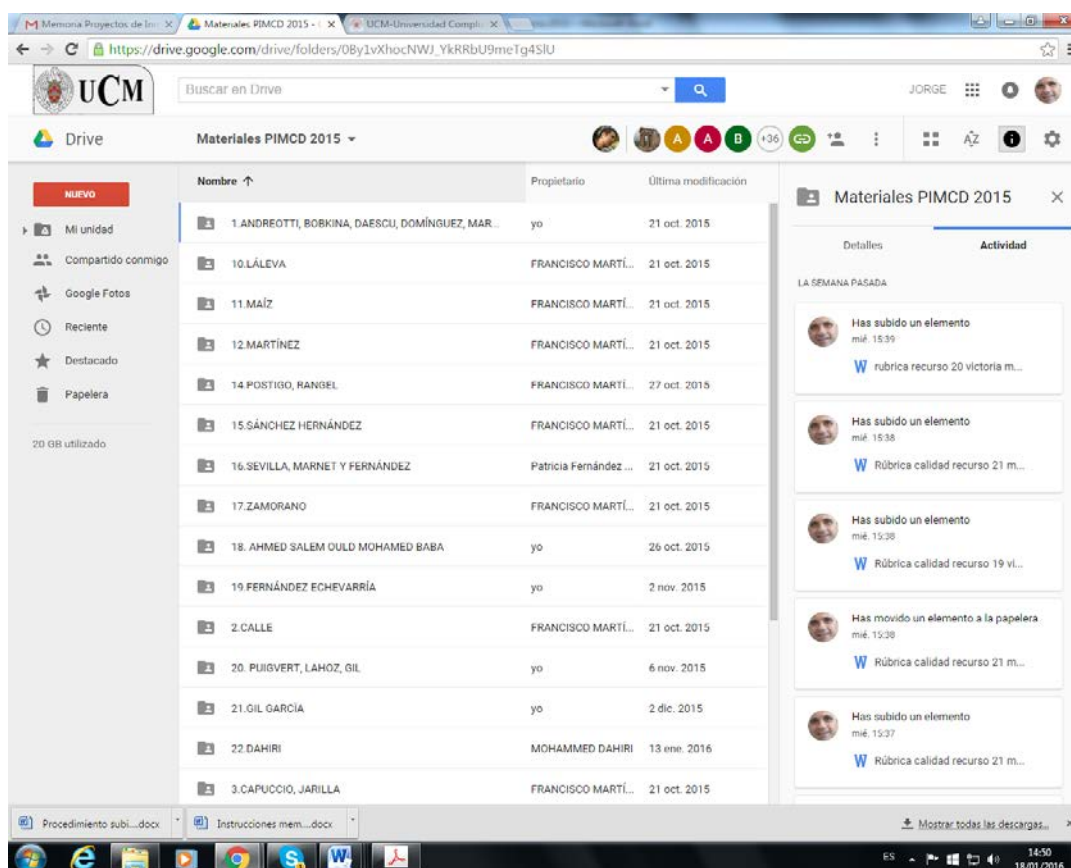 Memoria Proyectos de Inn
Materiales PIMCD 2015 -
UCM-Universidad Complu
https://drive.google.com/drive/folders/0By1vXhocNWJ_YkRRbU9meTg4SlU
UCM
Buscar en Drive
JORGE
Drive
Materiales PIMCD 2015
A
A
B
+36
AZ
NUEVO
Mi unidad
Compartido conmigo
Google Fotos
Reciente
Destacado
Papelera
20 GB utilizado
Nombre Propietario Última modificación
1.ANDREOTTI, BOBKINA, DAESCU, DOMÍNGUEZ, MAR... yo 21 oct. 2015
10.LÁLEVA FRANCISCO MARTÍ... 21 oct. 2015
11.MAÍZ FRANCISCO MARTÍ... 21 oct. 2015
12.MARTÍNEZ FRANCISCO MARTÍ... 21 oct. 2015
14.POSTIGO, RANGEL FRANCISCO MARTÍ... 27 oct. 2015
15.SÁNCHEZ HERNÁNDEZ FRANCISCO MARTÍ... 21 oct. 2015
16.SEVILLA, MARNET Y FERNÁNDEZ Patricia Fernández ... 21 oct. 2015
17.ZAMORANO FRANCISCO MARTÍ... 21 oct. 2015
18. AHMED SALEM OULD MOHAMED BABA yo 26 oct. 2015
19.FERNÁNDEZ ECHEVARRÍA yo 2 nov. 2015
2.CALLE FRANCISCO MARTÍ... 21 oct. 2015
20. PUIGVERT, LAHOZ, GIL yo 6 nov. 2015
21.GIL GARCÍA yo 2 dic. 2015
22.DAHIRI MOHAMMED DAHIRI 13 ene. 2016
3.CAPUCCIO, JARILLA FRANCISCO MARTÍ... 21 oct. 2015
Materiales PIMCD 2015
Detalles Actividad
LA SEMANA PASADA
Has subido un elemento
mié. 15:39
W rubrica recurso 20 victoria m...
Has subido un elemento
mié. 15:38
W Rúbrica calidad recurso 21 m...
Has subido un elemento
mié. 15:38
W Rúbrica calidad recurso 19 vi...
Has movido un elemento a la papelera
mié. 15:38
W Rúbrica calidad recurso 21 m...
Has subido un elemento
mié. 15:37
W Rúbrica calidad recurso 21 m...
Procedimiento subi....docx
Instrucciones mem....docx
Mostrar todas las descargas...
ES
14:50
18/01/2016